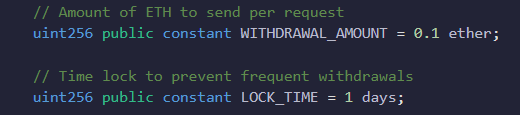 // Amount of ETH to send per request
uint256 public constant WITHDRAWAL_AMOUNT = 0.1 ether;
// Time lock to prevent frequent withdrawals
uint256 public constant LOCK_TIME = 1 days;